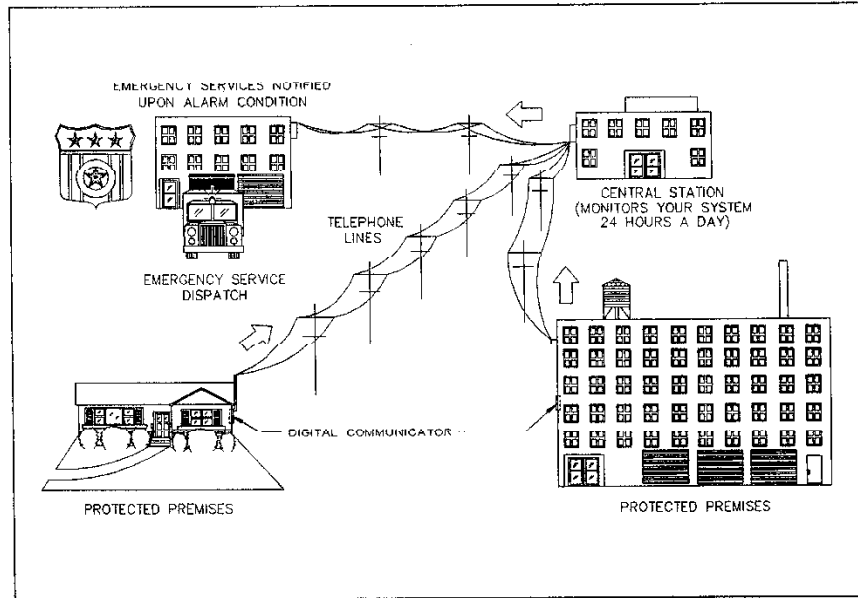 EMERGENCY SERVICES NOTIFIED
UPON ALARM CONDITION
CENTRAL STATION
(MONITORS YOUR SYSTEM
24 HOURS A DAY)
TELEPHONE
LINES
EMERGENCY SERVICE
DISPATCH
DIGITAL COMMUNICATOR
PROTECTED PREMISES
PROTECTED PREMISES